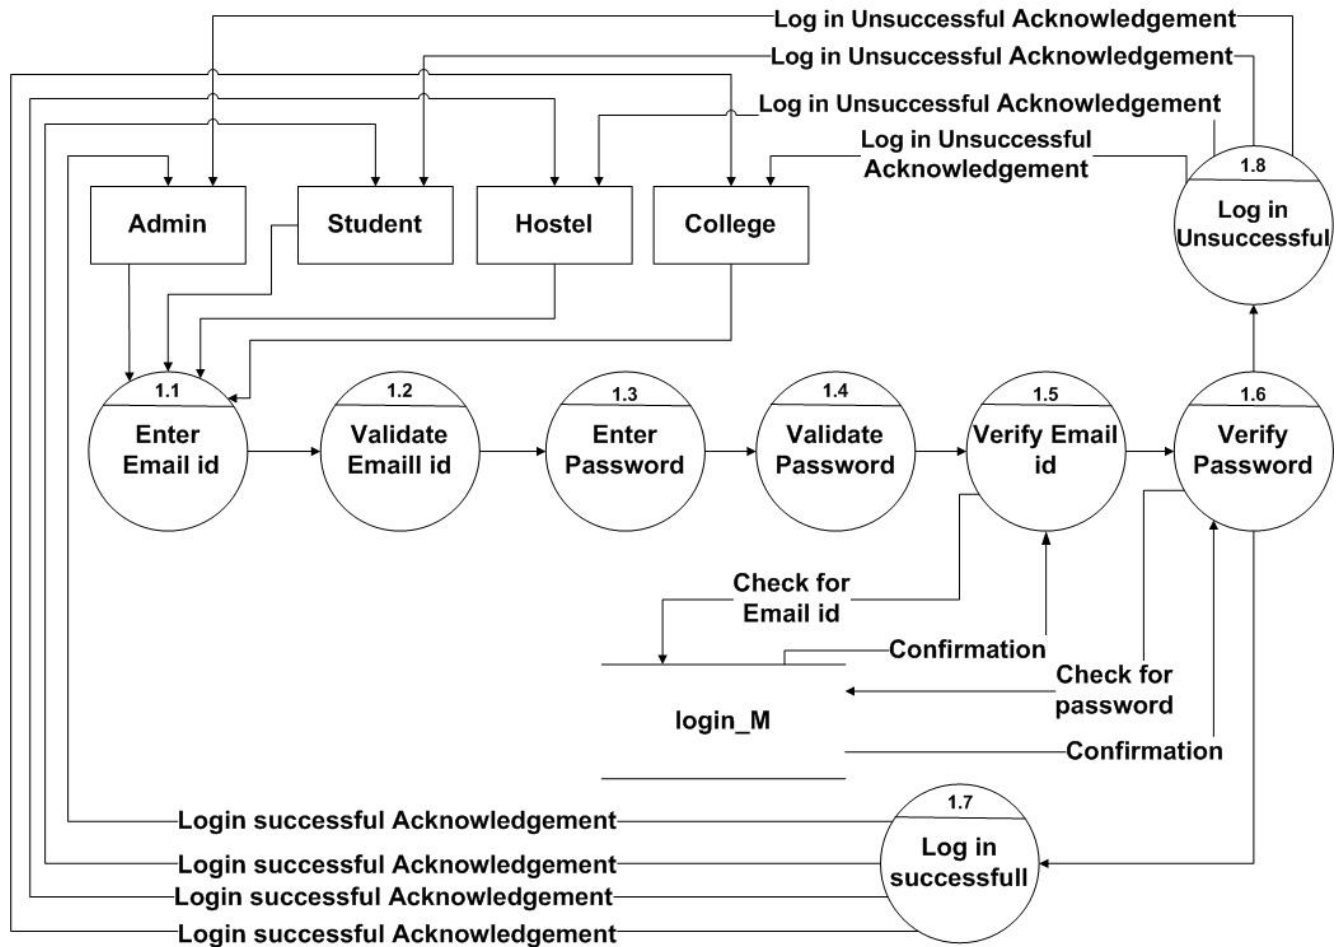 Log in Unsuccessful Acknowledgement
Log in Unsuccessful Acknowledgement
Log in Unsuccessful Acknowledgement
Log in Unsuccessful
Acknowledgement
Admin
Student
Hostel
College
1.8
Log in
Unsuccessful
1.1
Enter
Email id
1.2
Validate
Emaill id
1.3
Enter
Password
1.4
Validate
Password
1.5
Verify Email
id
1.6
Verify
Password
Check for
Email id
Confirmation
Check for
password
login_M
Confirmation
1.7
Log in
successfull
Login successful Acknowledgement
Login successful Acknowledgement
Login successful Acknowledgement
Login successful Acknowledgement